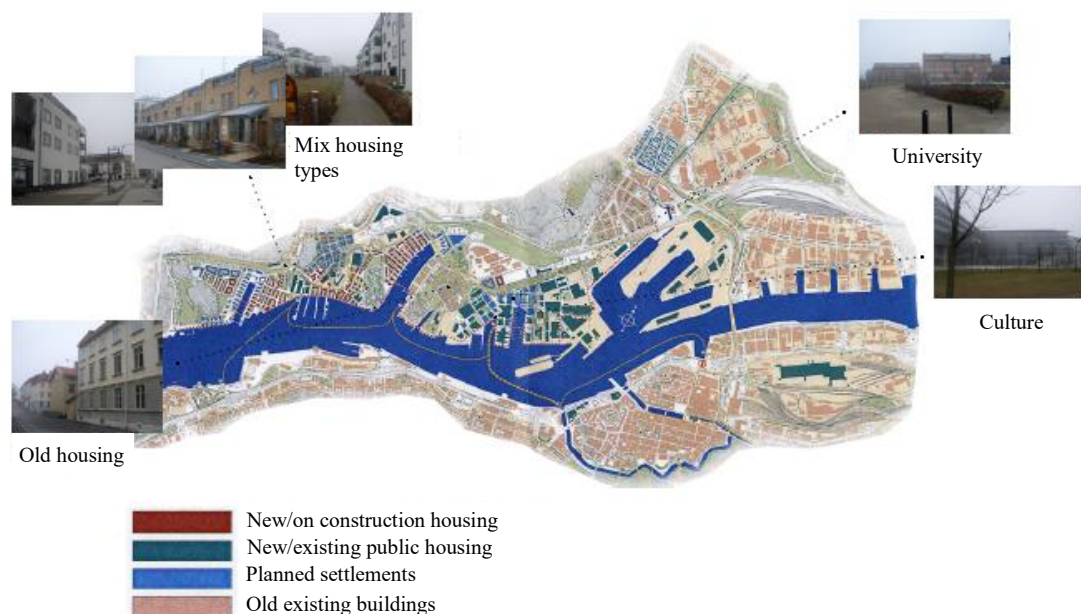 Mix housing
types
University
Culture
Old housing
New/on construction housing
New/existing public housing
Planned settlements
Old existing buildings